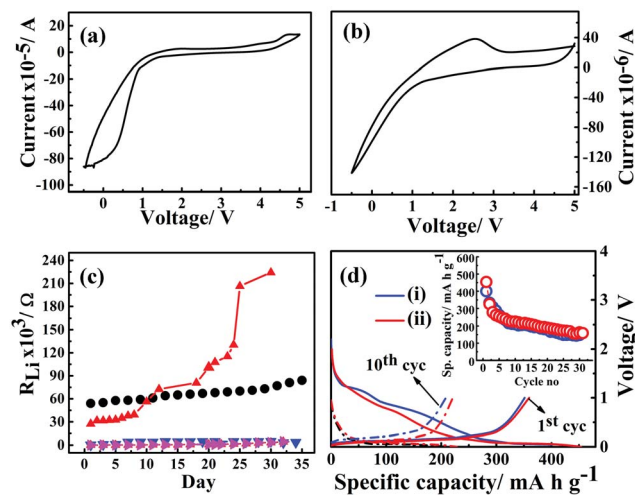 (a)
Current x10-5/ A
20
0
-20
-40
-60
-80
-100
0 1 2 3 4 5
Voltage/ V
(b)
Current x10-6/ A
40
0
-40
-80
-120
-160
-1 0 1 2 3 4 5
Voltage/ V
(c)
RLi x10³/ Ω
240
210
180
150
120
90
60
30
0
0 5 10 15 20 25 30 35
Day
(d)
(i)
(ii)
10th cyc
1st cyc
Sp. capacity/ mA h g-1
600
500
400
300
200
100
0
0 5 10 15 20 25 30
Cycle no
Voltage/ V
4
3
2
1
0
0 100 200 300 400
Specific capacity/ mA h g-1